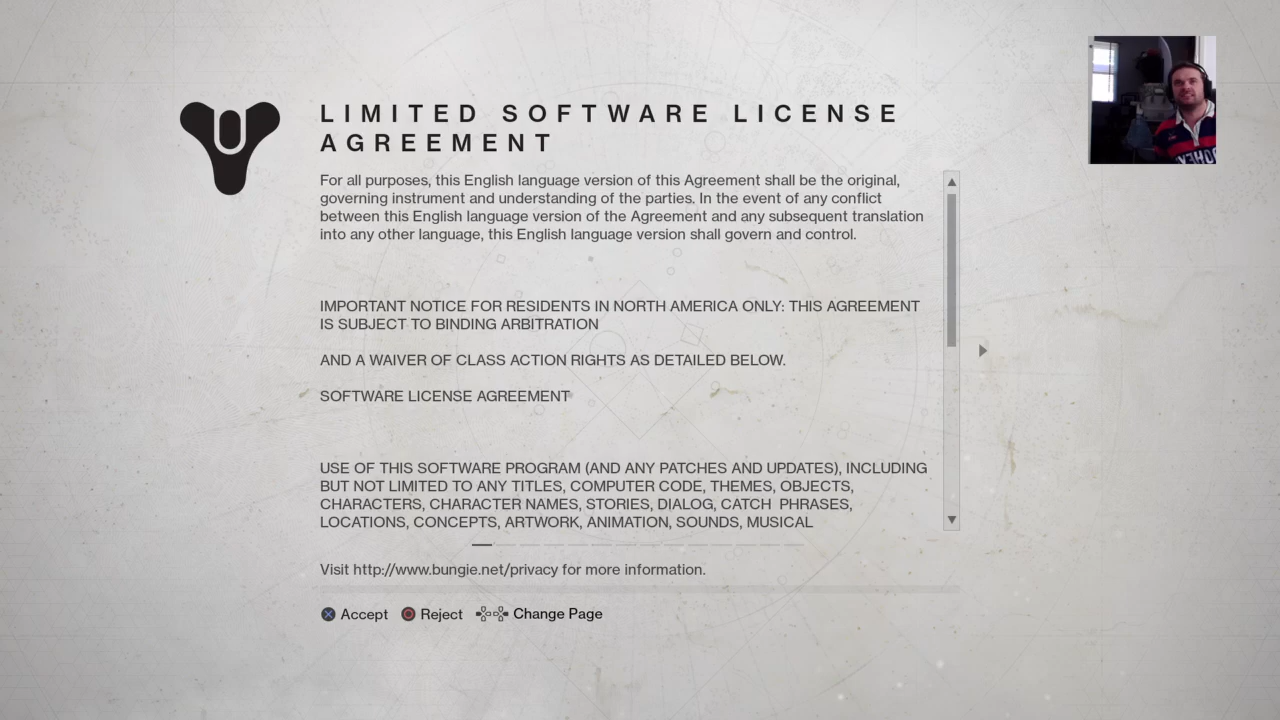 LIMITED SOFTWARE LICENSE
AGREEMENT
For all purposes, this English language version of this Agreement shall be the original,
governing instrument and understanding of the parties. In the event of any conflict
between this English language version of the Agreement and any subsequent translation
into any other language, this English language version shall govern and control.
IMPORTANT NOTICE FOR RESIDENTS IN NORTH AMERICA ONLY: THIS AGREEMENT
IS SUBJECT TO BINDING ARBITRATION
AND A WAIVER OF CLASS ACTION RIGHTS AS DETAILED BELOW.
SOFTWARE LICENSE AGREEMENT
USE OF THIS SOFTWARE PROGRAM (AND ANY PATCHES AND UPDATES), INCLUDING
BUT NOT LIMITED TO ANY TITLES, COMPUTER CODE, THEMES, OBJECTS,
CHARACTERS, CHARACTER NAMES, STORIES, DIALOG, CATCH PHRASES,
LOCATIONS, CONCEPTS, ARTWORK, ANIMATION, SOUNDS, MUSICAL
Visit http://www.bungie.net/privacy for more information.
Accept Reject Change Page